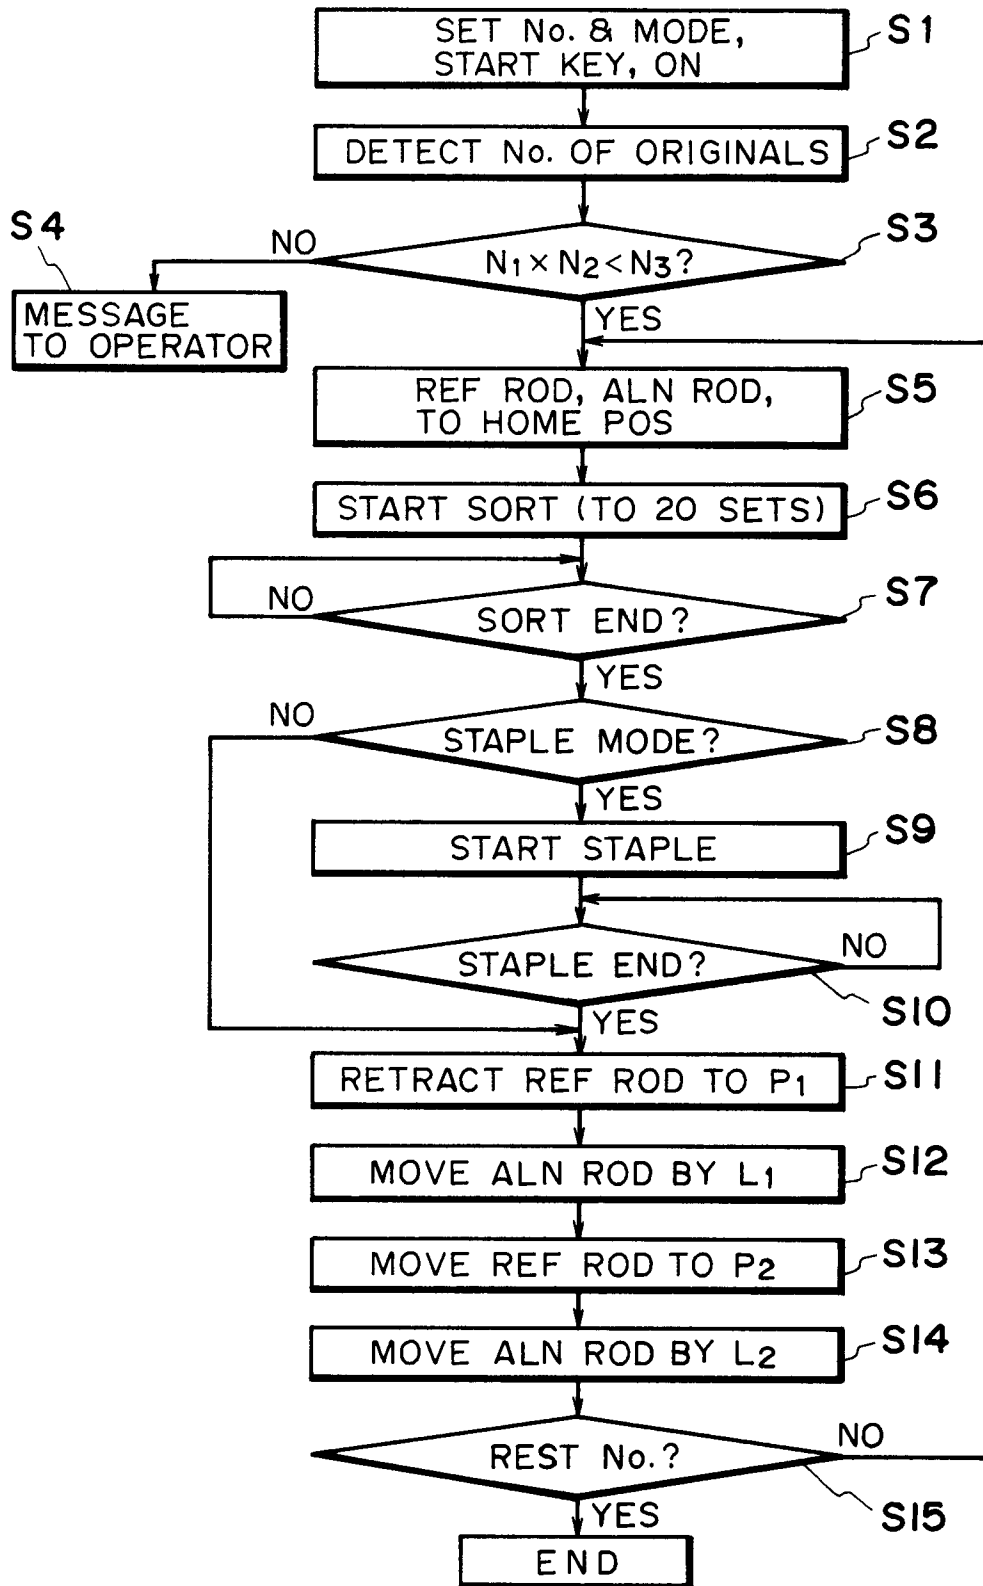 SET No. & MODE,
START KEY, ON
S1
DETECT No. OF ORIGINALS
S2
S4
NO
N1 × N2 < N3?
S3
MESSAGE
TO OPERATOR
YES
REF ROD, ALN ROD,
TO HOME POS
S5
START SORT (TO 20 SETS)
S6
NO
SORT END?
S7
YES
NO
STAPLE MODE?
S8
YES
START STAPLE
S9
STAPLE END?
NO
S10
YES
RETRACT REF ROD TO P1
S11
MOVE ALN ROD BY L1
S12
MOVE REF ROD TO P2
S13
MOVE ALN ROD BY L2
S14
REST No.?
NO
S15
YES
END